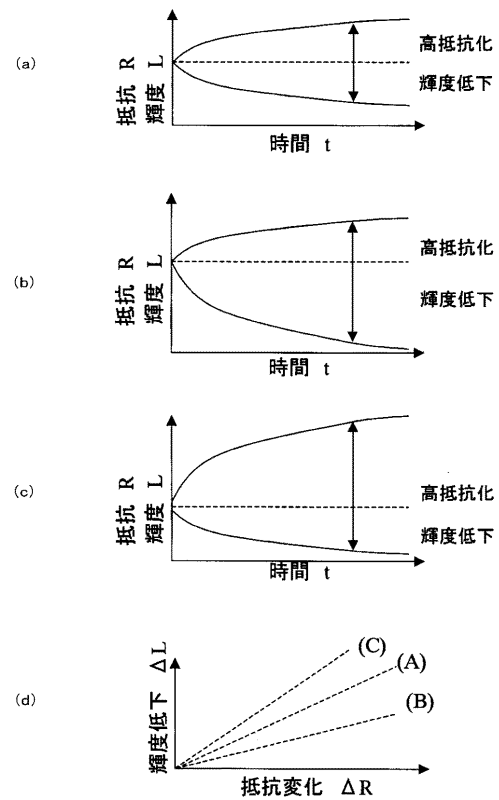 (a)
抵抗 R
輝度 L
高抵抗化
輝度低下
時間 t
(b)
抵抗 R
輝度 L
高抵抗化
輝度低下
時間 t
(c)
抵抗 R
輝度 L
高抵抗化
輝度低下
時間 t
(d)
輝度低下 ΔL
(C)
(A)
(B)
抵抗変化 ΔR